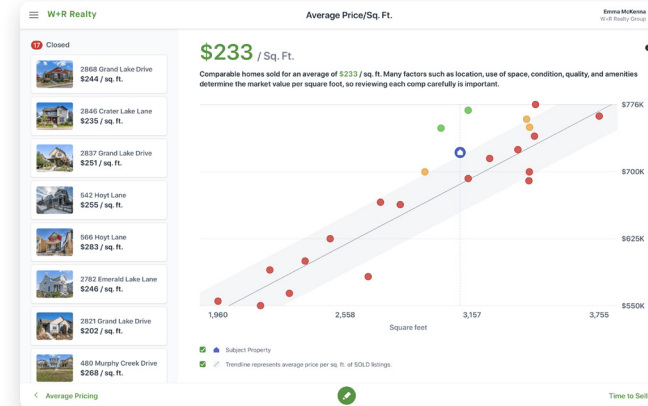 W+R Realty
Average Price/Sq. Ft.
Emma McKenna
W+R Realty Group
17 Closed
2868 Grand Lake Drive
$244 / sq. ft.
2846 Crater Lake Lane
$235 / sq. ft.
2837 Grand Lake Drive
$251 / sq. ft.
542 Hoyt Lane
$255 / sq. ft.
566 Hoyt Lane
$283 / sq. ft.
2782 Emerald Lake Lane
$246 / sq. ft.
2821 Grand Lake Drive
$202 / sq. ft.
480 Murphy Creek Drive
$268 / sq. ft.
$233 / Sq. Ft.
Comparable homes sold for an average of $233 / sq. ft. Many factors such as location, use of space, condition, quality, and amenities
determine the market value per square foot, so reviewing each comp carefully is important.
$776K
$700K
$625K
$550K
1,960
2,558
3,157
3,755
Square feet
Subject Property
Trendline represents average price per sq. ft. of SOLD listings.
Average Pricing
Time to Sell